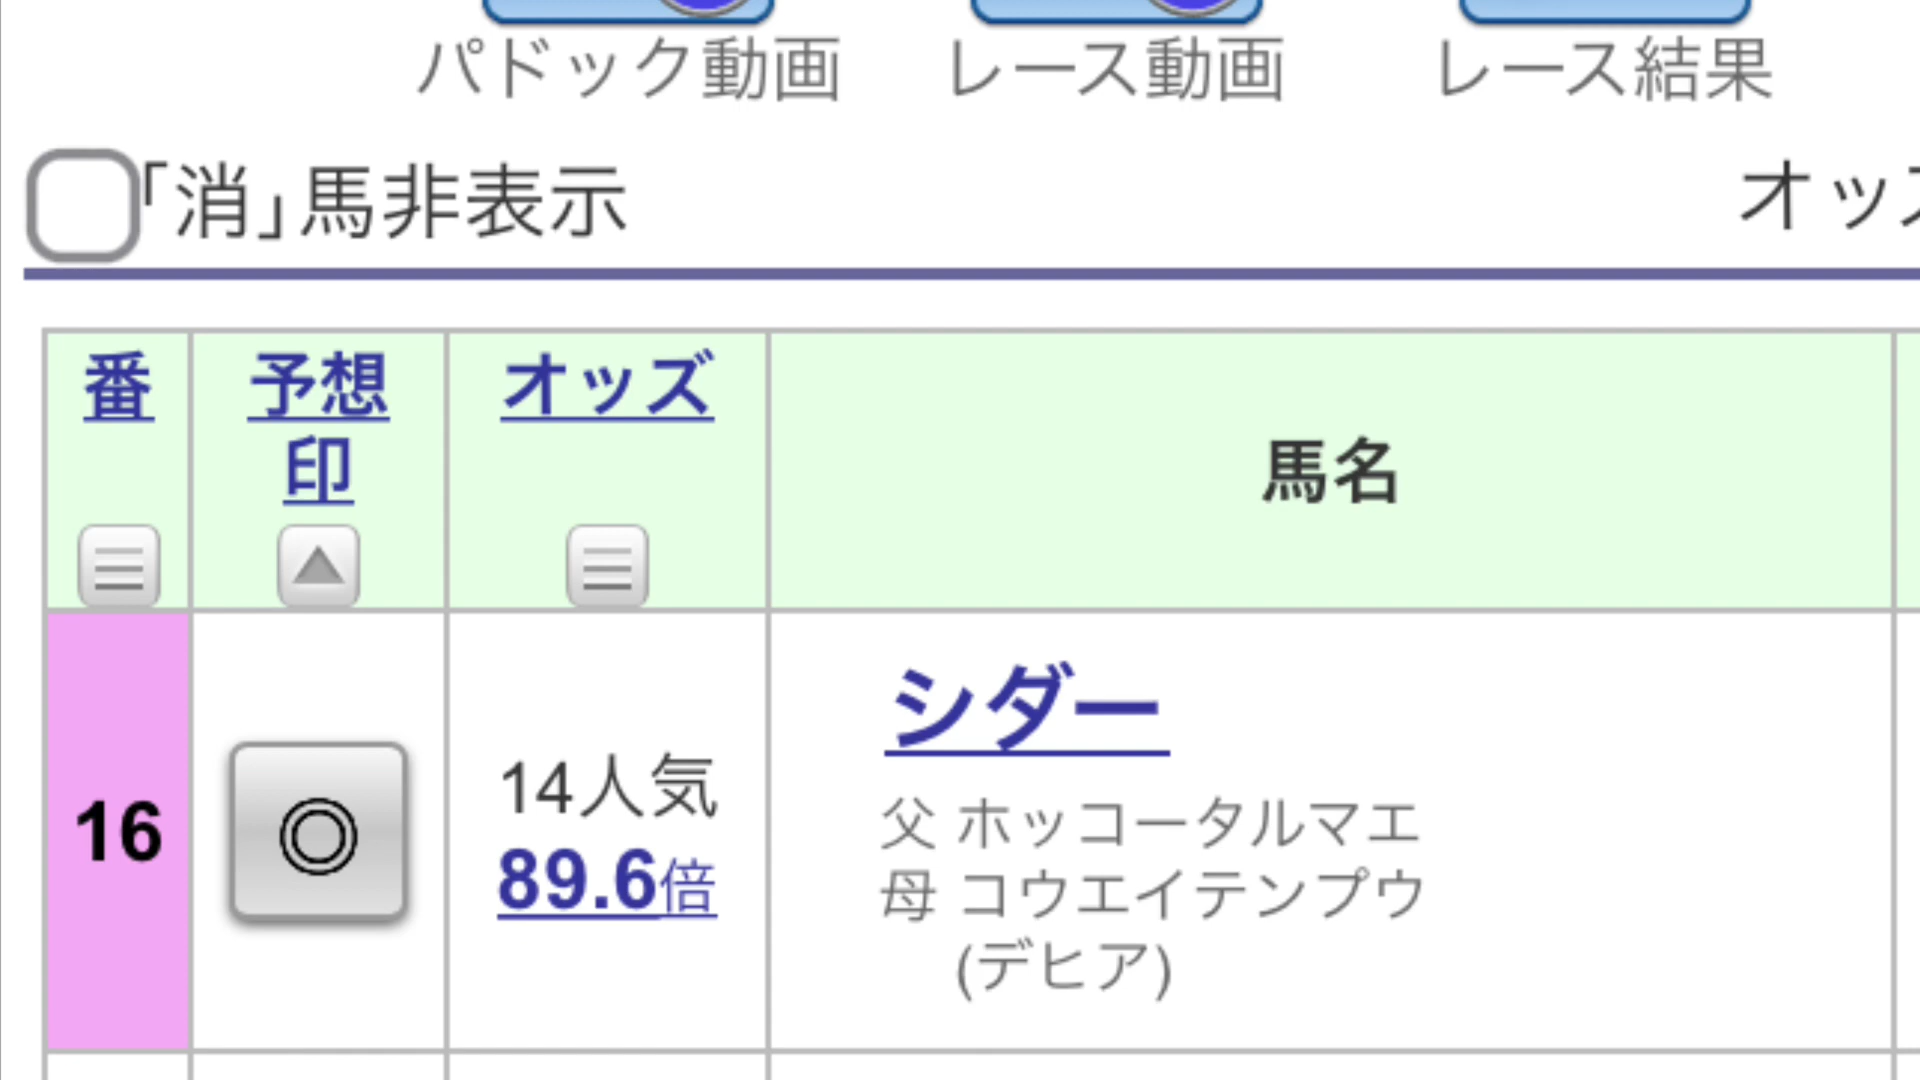 パドック動画 レース動画 レース結果
「消」馬非表示 オッ
番 予想印 オッズ 馬名
16 ◎ 14人気 89.6倍 シダー
父 ホッコータルマエ
母 コウエイテンプウ
(デヒア)